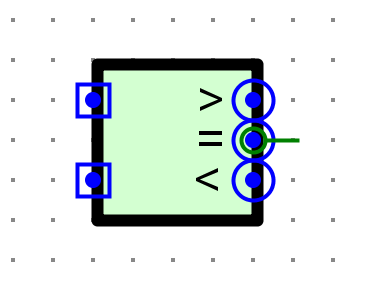 >
=
<